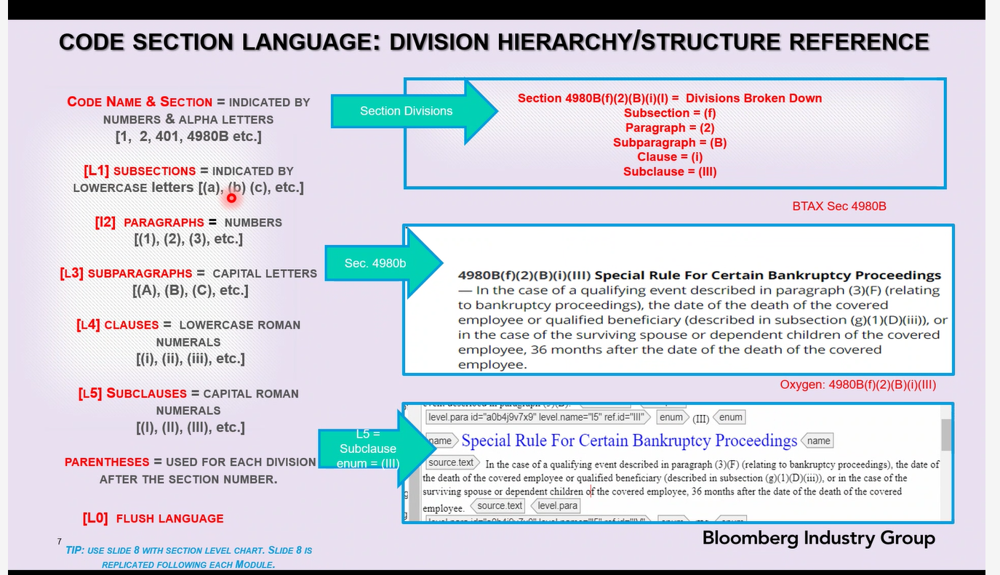 CODE SECTION LANGUAGE: DIVISION HIERARCHY/STRUCTURE REFERENCE
CODE NAME & SECTION = INDICATED BY
NUMBERS & ALPHA LETTERS
[1, 2, 401, 4980B etc.]
[L1] SUBSECTIONS = INDICATED BY
LOWERCASE letters [(a), (b) (c), etc.]
[l2] PARAGRAPHS = NUMBERS
[(1), (2), (3), etc.]
[L3] SUBPARAGRAPHS = CAPITAL LETTERS
[(A), (B), (C), etc.]
[L4] CLAUSES = LOWERCASE ROMAN
NUMERALS
[(i), (ii), (iii), etc.]
[L5] SUBCLAUSES = CAPITAL ROMAN
NUMERALS
[(I), (II), (III), etc.]
PARENTHESES = USED FOR EACH DIVISION
AFTER THE SECTION NUMBER.
[L0] FLUSH LANGUAGE
7
TIP: USE SLIDE 8 WITH SECTION LEVEL CHART. SLIDE 8 IS
REPLICATED FOLLOWING EACH MODULE.
Section Divisions
Section 4980B(f)(2)(B)(i)(I) = Divisions Broken Down
Subsection = (f)
Paragraph = (2)
Subparagraph = (B)
Clause = (i)
Subclause = (III)
BTAX Sec 4980B
Sec. 4980b
4980B(f)(2)(B)(i)(III) Special Rule For Certain Bankruptcy Proceedings
— In the case of a qualifying event described in paragraph (3)(F) (relating
to bankruptcy proceedings), the date of the death of the covered
employee or qualified beneficiary (described in subsection (g)(1)(D)(iii)), or
in the case of the surviving spouse or dependent children of the covered
employee, 36 months after the date of the death of the covered
employee.
Oxygen: 4980B(f)(2)(B)(i)(III)
L5 =
Subclause
enum = (III)
level.para id="a0b4j9v7x9" level.name="l5" ref.id="III" enum (III) enum
name Special Rule For Certain Bankruptcy Proceedings name
source.text In the case of a qualifying event described in paragraph (3)(F) (relating to bankruptcy proceedings), the date of
the death of the covered employee or qualified beneficiary (described in subsection (g)(1)(D)(iii)), or in the case of the
surviving spouse or dependent children of the covered employee, 36 months after the date of the death of the covered
employee. source.text level.para
Bloomberg Industry Group